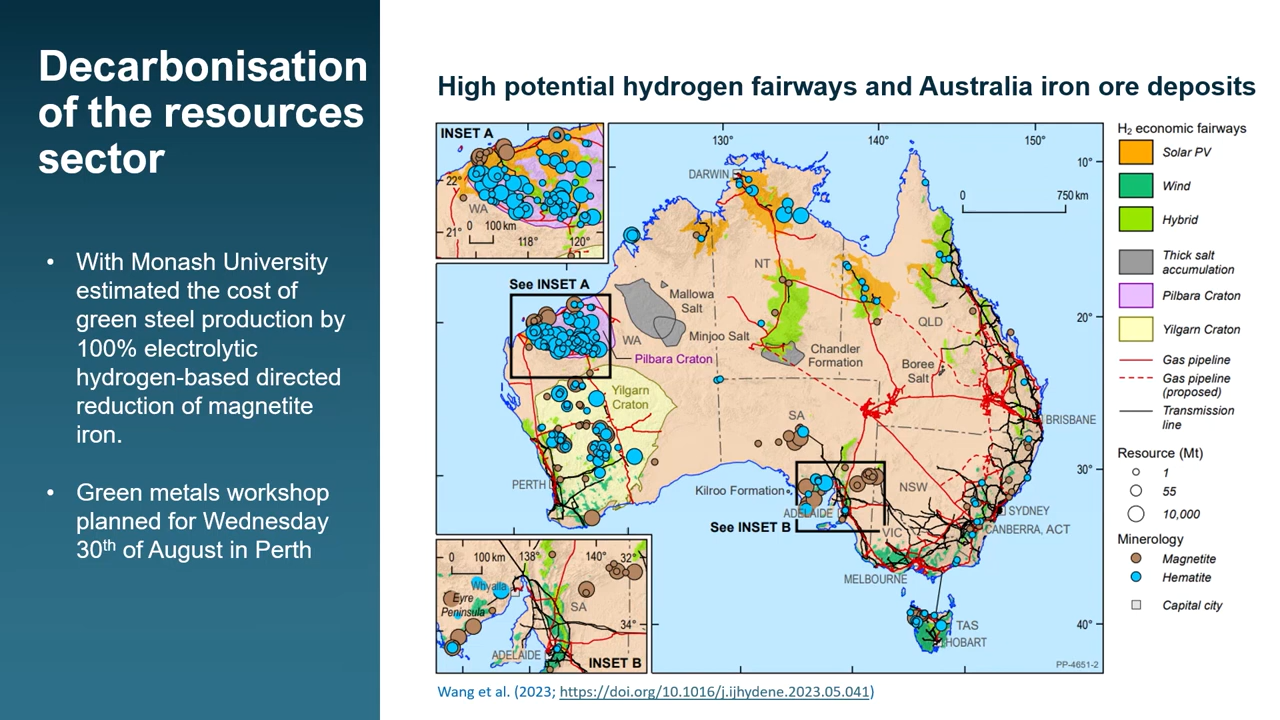 Decarbonisation
of the resources
sector
• With Monash University
estimated the cost of
green steel production by
100% electrolytic
hydrogen-based directed
reduction of magnetite
iron.
• Green metals workshop
planned for Wednesday
30th of August in Perth
High potential hydrogen fairways and Australia iron ore deposits
INSET A
22°
WA
0 100 km
21°
118° 120°
130° 140° 150°
10°
20°
30°
40°
DARWIN
0 750 km
NT
See INSET A
Mallowa
Salt
WA
Minjoo Salt
Pilbara Craton
QLD
Chandler
Formation
Boree
Salt
Yilgarn
Craton
SA
BRISBANE
PERTH
Kilroo Formation
NSW
ADELAIDE
SYDNEY
See INSET B
VIC
CANBERRA, ACT
MELBOURNE
TAS
HOBART
PP-4651-2
0 100 km 138° 140° 32°
Whyalla
Eyre
Peninsula
SA
34°
ADELAIDE
INSET B
H2 economic fairways
Solar PV
Wind
Hybrid
Thick salt
accumulation
Pilbara Craton
Yilgarn Craton
Gas pipeline
Gas pipeline
(proposed)
Transmission
line
Resource (Mt)
1
55
10,000
Minerology
Magnetite
Hematite
Capital city
Wang et al. (2023; https://doi.org/10.1016/j.ijhydene.2023.05.041)